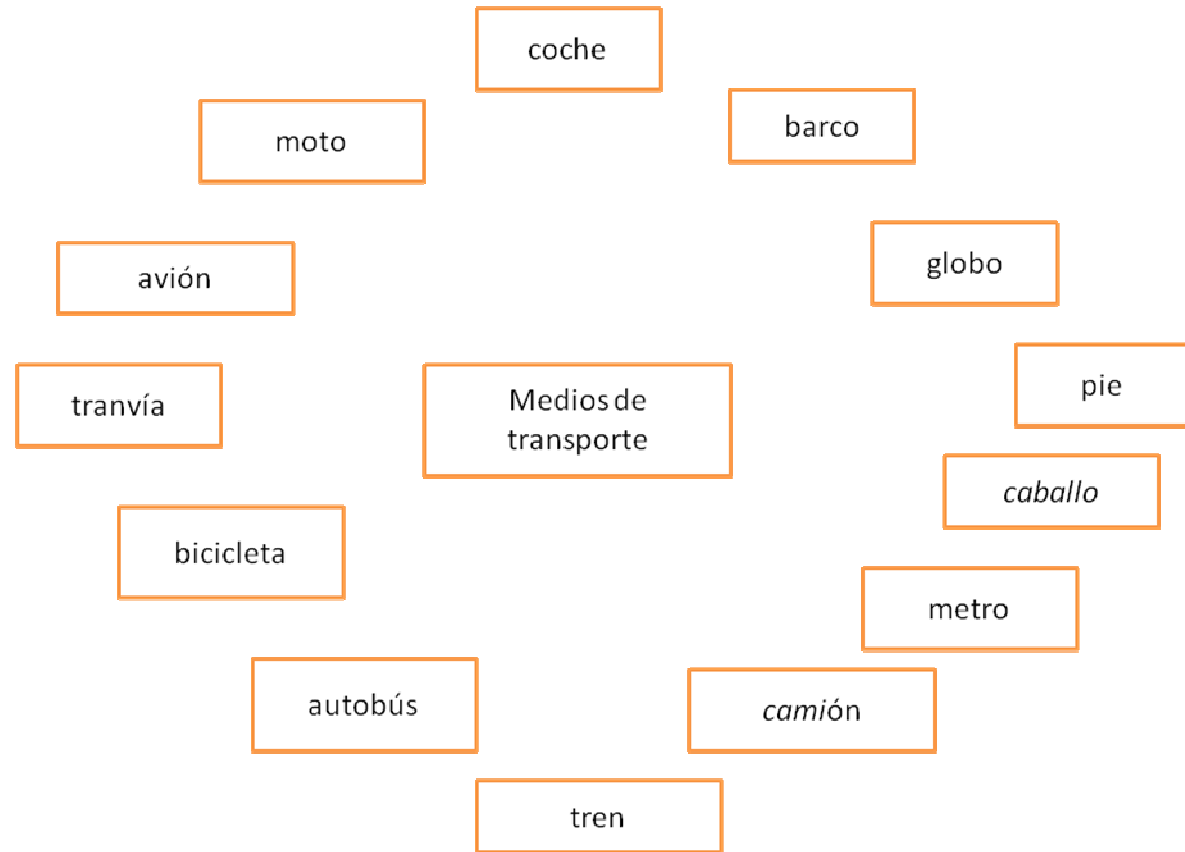 coche
barco
moto
globo
avión
pie
tranvía
Medios de
transporte
caballo
bicicleta
metro
autobús
camión
tren